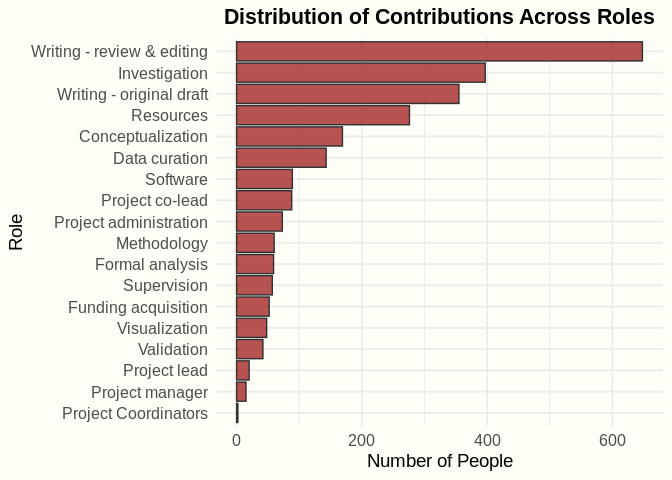 Distribution of Contributions Across Roles
Writing - review & editing
Investigation
Writing - original draft
Resources
Conceptualization
Data curation
Software
Project co-lead
Project administration
Methodology
Formal analysis
Supervision
Funding acquisition
Visualization
Validation
Project lead
Project manager
Project Coordinators
Role
0 200 400 600
Number of People